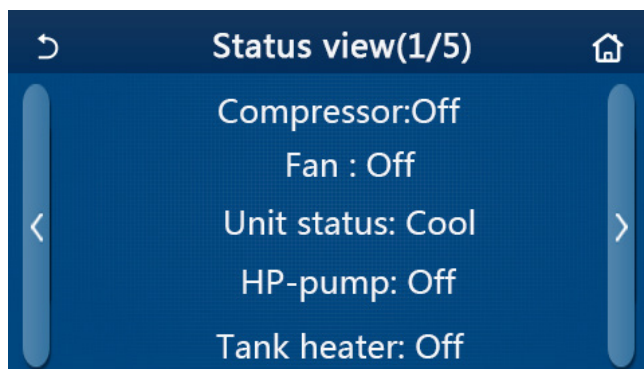 Status view(1/5)
Compressor:Off
Fan : Off
Unit status: Cool
HP-pump: Off
Tank heater: Off